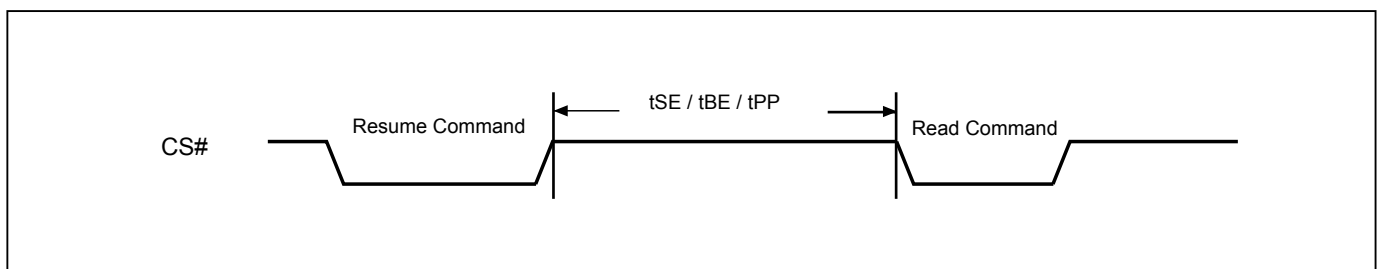 tSE / tBE / tPP
Resume Command
Read Command
CS#